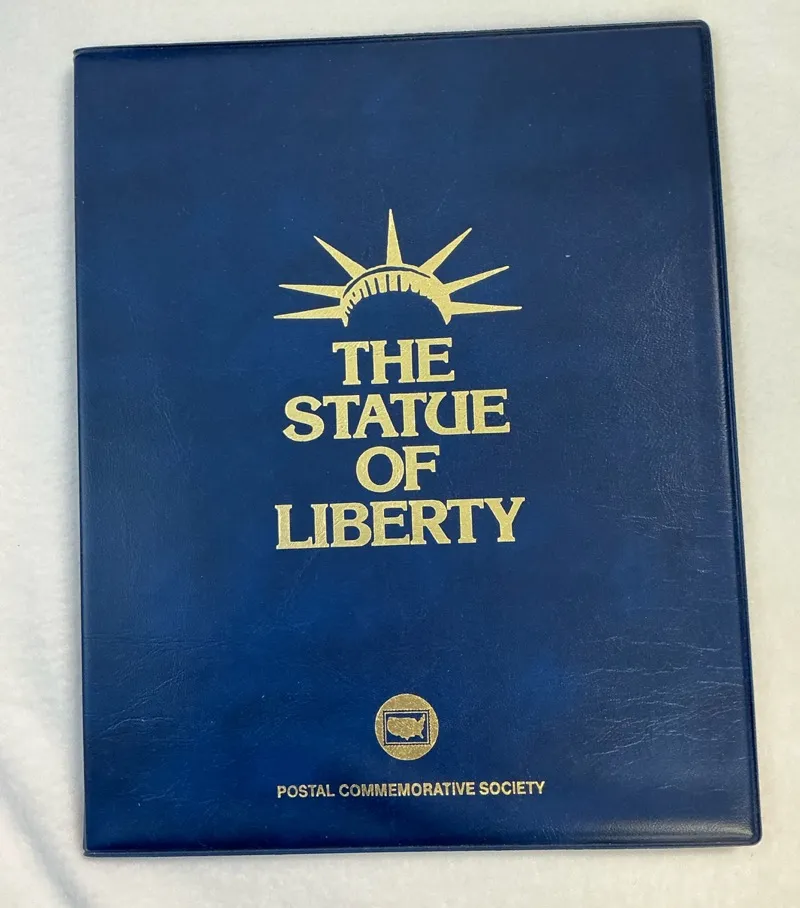 THE
STATUE
OF
LIBERTY
POSTAL COMMEMORATIVE SOCIETY